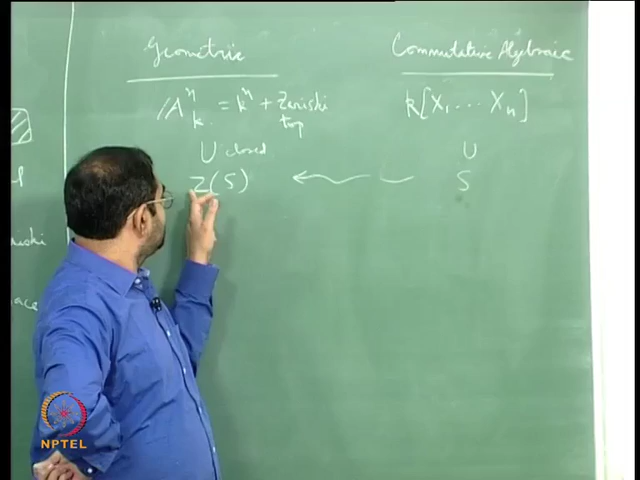 Geometric
Commutative Algebraic
𝔸ⁿₖ = kⁿ + Zariski top
k[X₁ ... Xₙ]
U closed
U
Z(S)
S
NPTEL